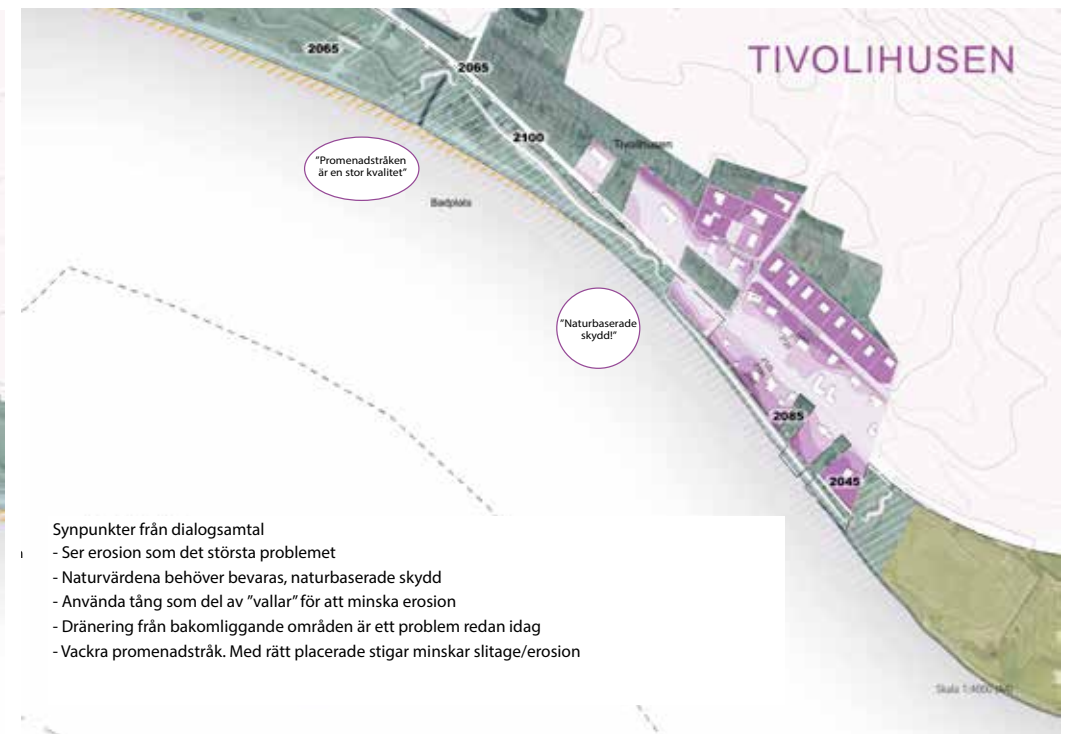 TIVOLIHUSEN
2065
2065
2100
Tivolihusen
"Promenadstråken
är en stor kvalitet"
Badplats
"Naturbaserade
skydd!"
2085
2045
Synpunkter från dialogsamtal
- Ser erosion som det största problemet
- Naturvärdena behöver bevaras, naturbaserade skydd
- Använda tång som del av "vallar" för att minska erosion
- Dränering från bakomliggande områden är ett problem redan idag
- Vackra promenadstråk. Med rätt placerade stigar minskar slitage/erosion
Skala 1:4000